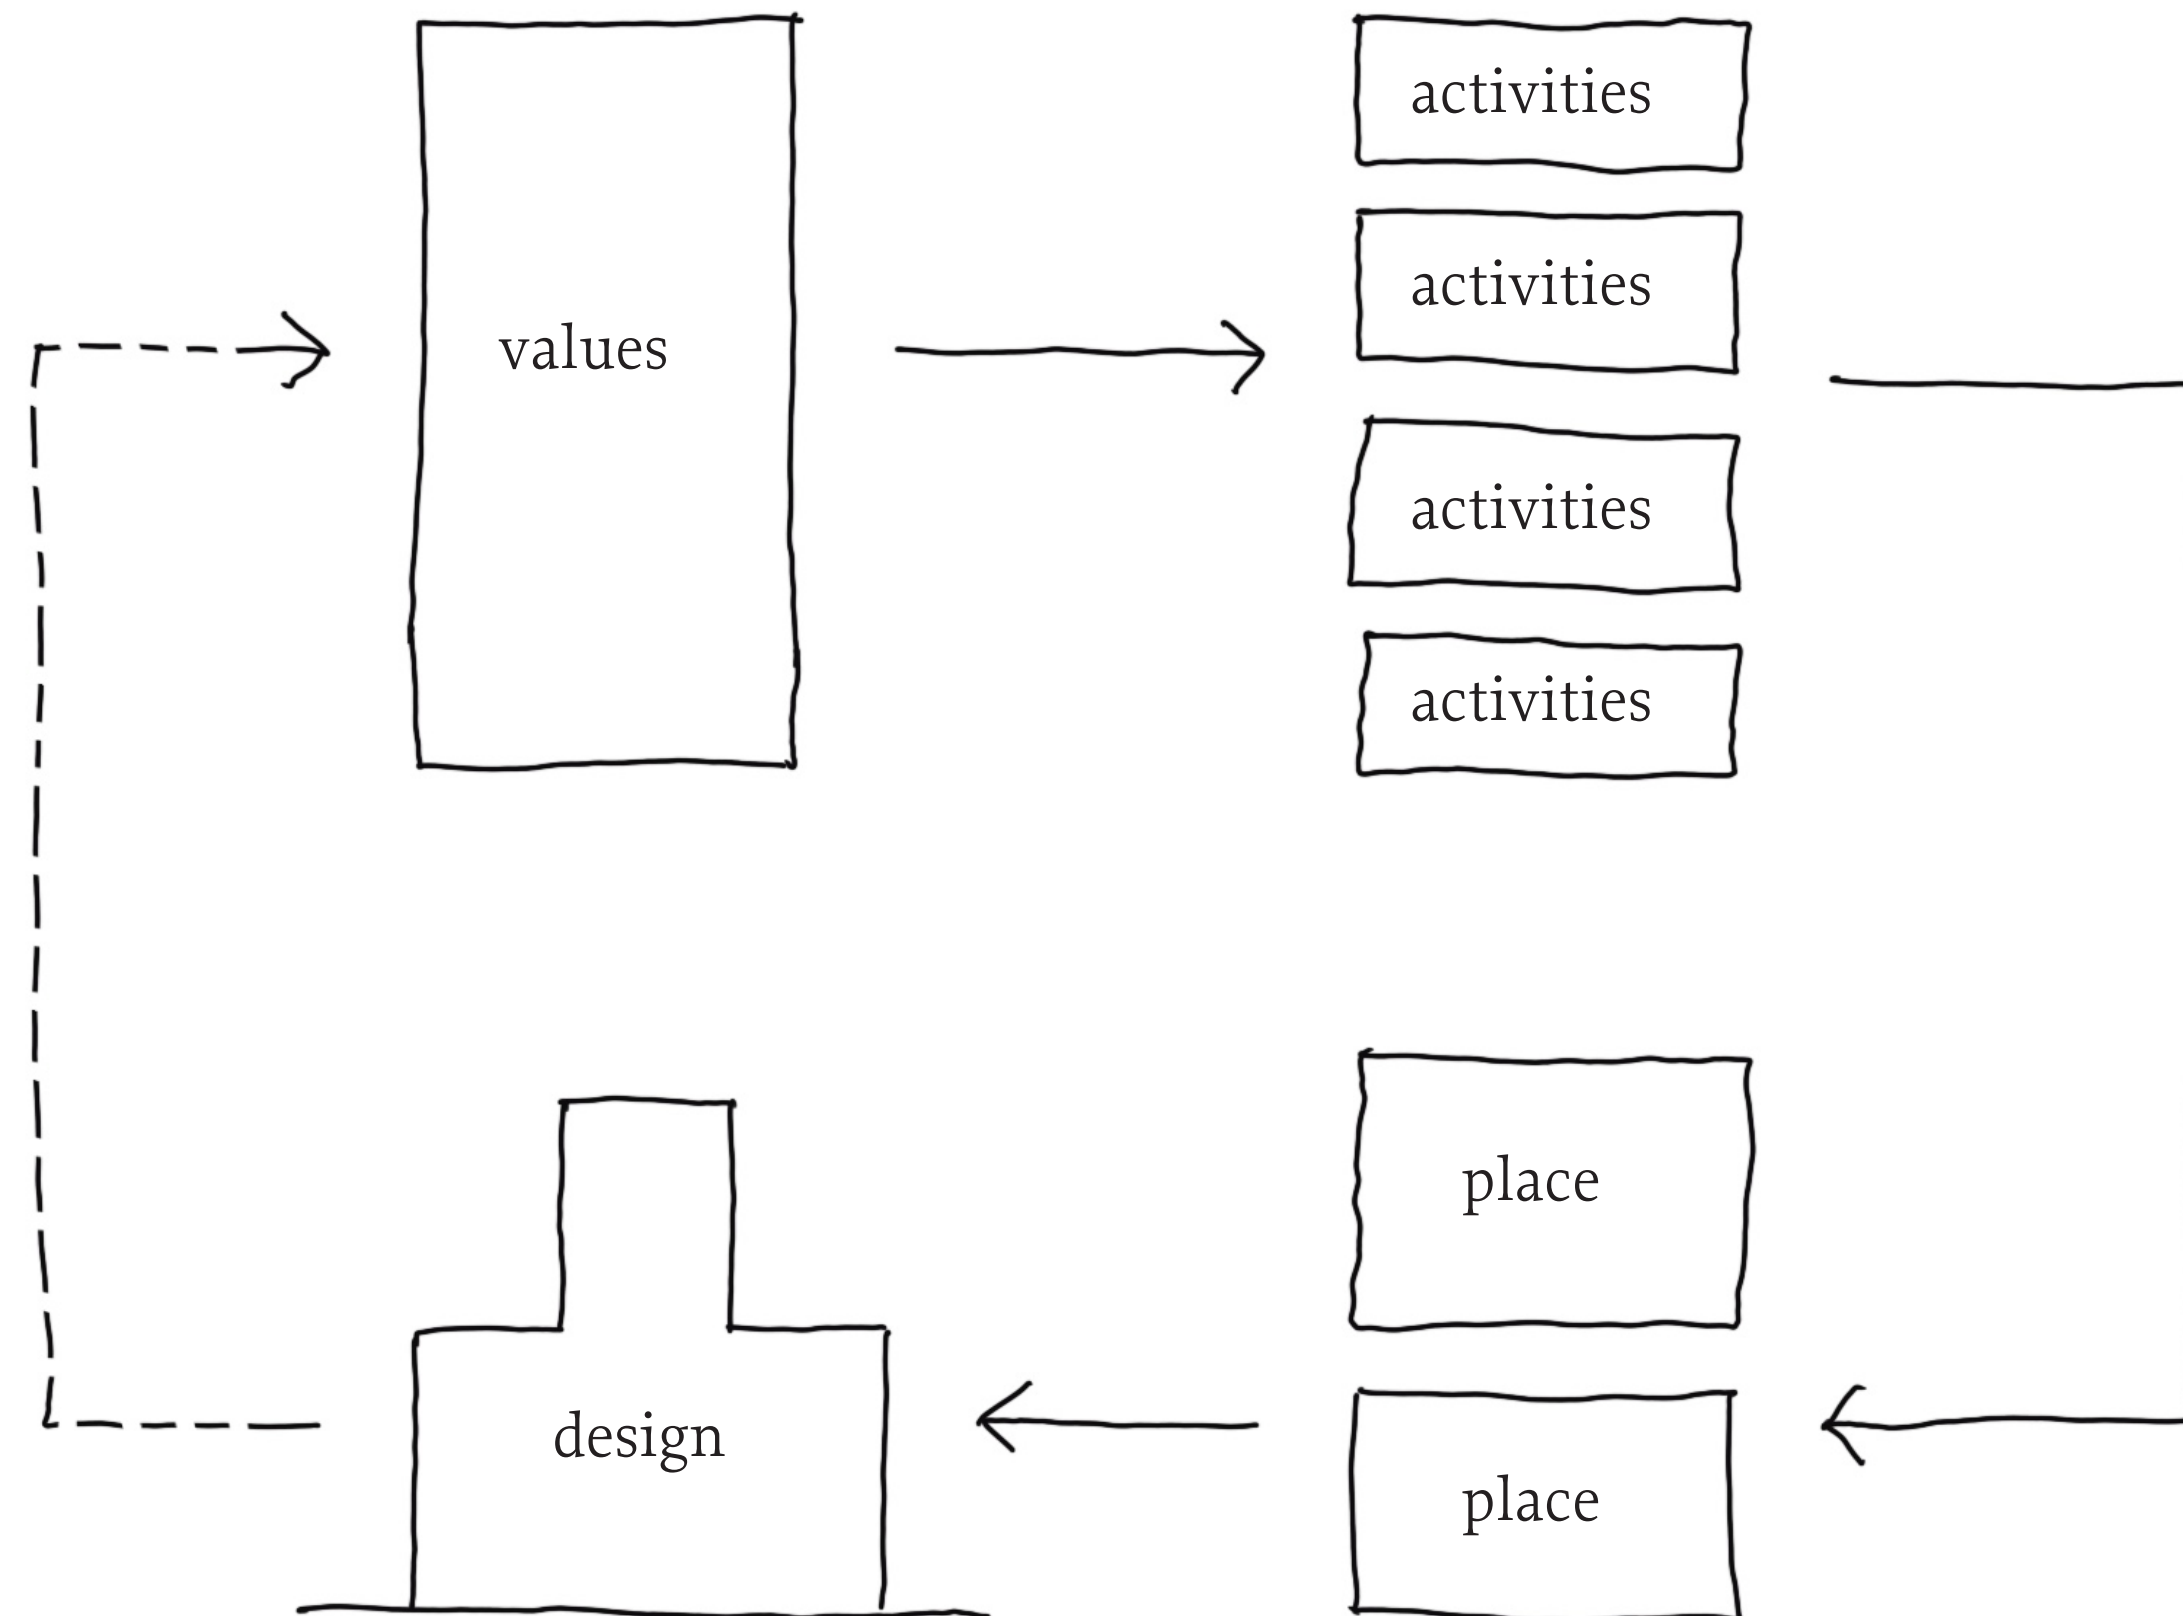 values
activities
activities
activities
activities
design
place
place